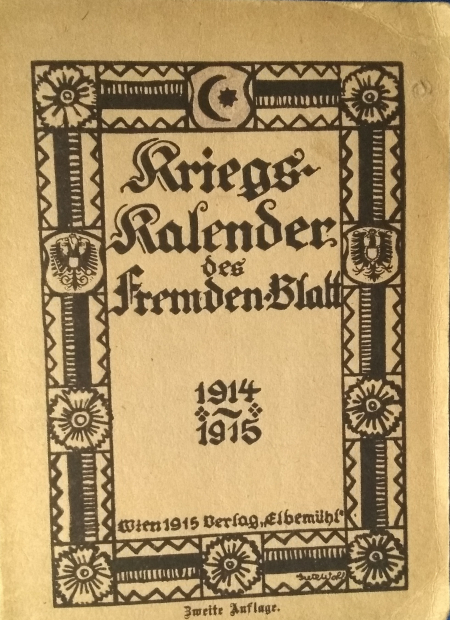 Kriegs-
Kalender
des
Fremden-Blatt
1914
~
1915
Wien 1915 Verlag „Elbemühl"
Zweite Auflage.